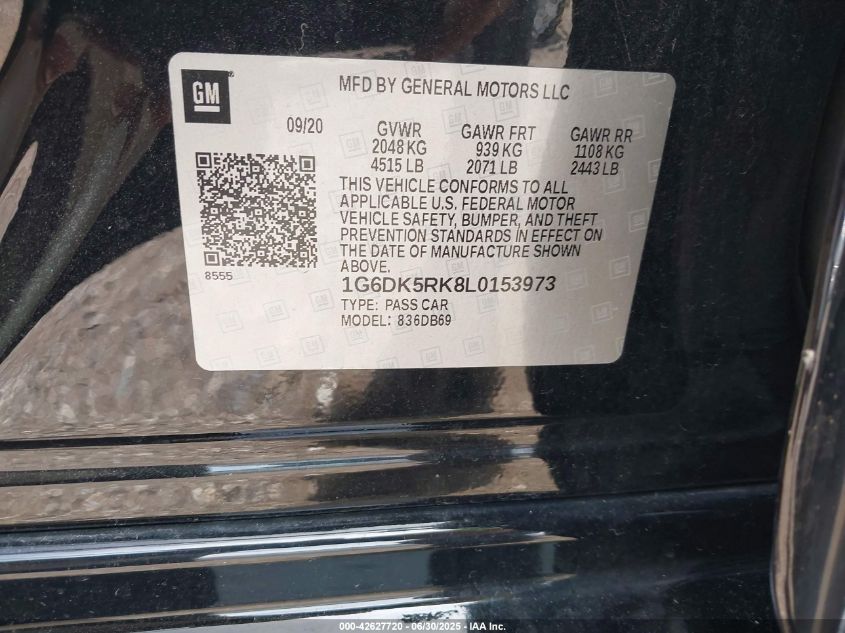 GM
MFD BY GENERAL MOTORS LLC
09/20 GVWR GAWR FRT GAWR RR
2048 KG 939 KG 1108 KG
4515 LB 2071 LB 2443 LB
THIS VEHICLE CONFORMS TO ALL
APPLICABLE U.S. FEDERAL MOTOR
VEHICLE SAFETY, BUMPER, AND THEFT
PREVENTION STANDARDS IN EFFECT ON
THE DATE OF MANUFACTURE SHOWN
ABOVE.
8555
1G6DK5RK8L0153973
TYPE: PASS CAR
MODEL: 836DB69
000-42627720 - 06/30/2025 - IAA Inc.